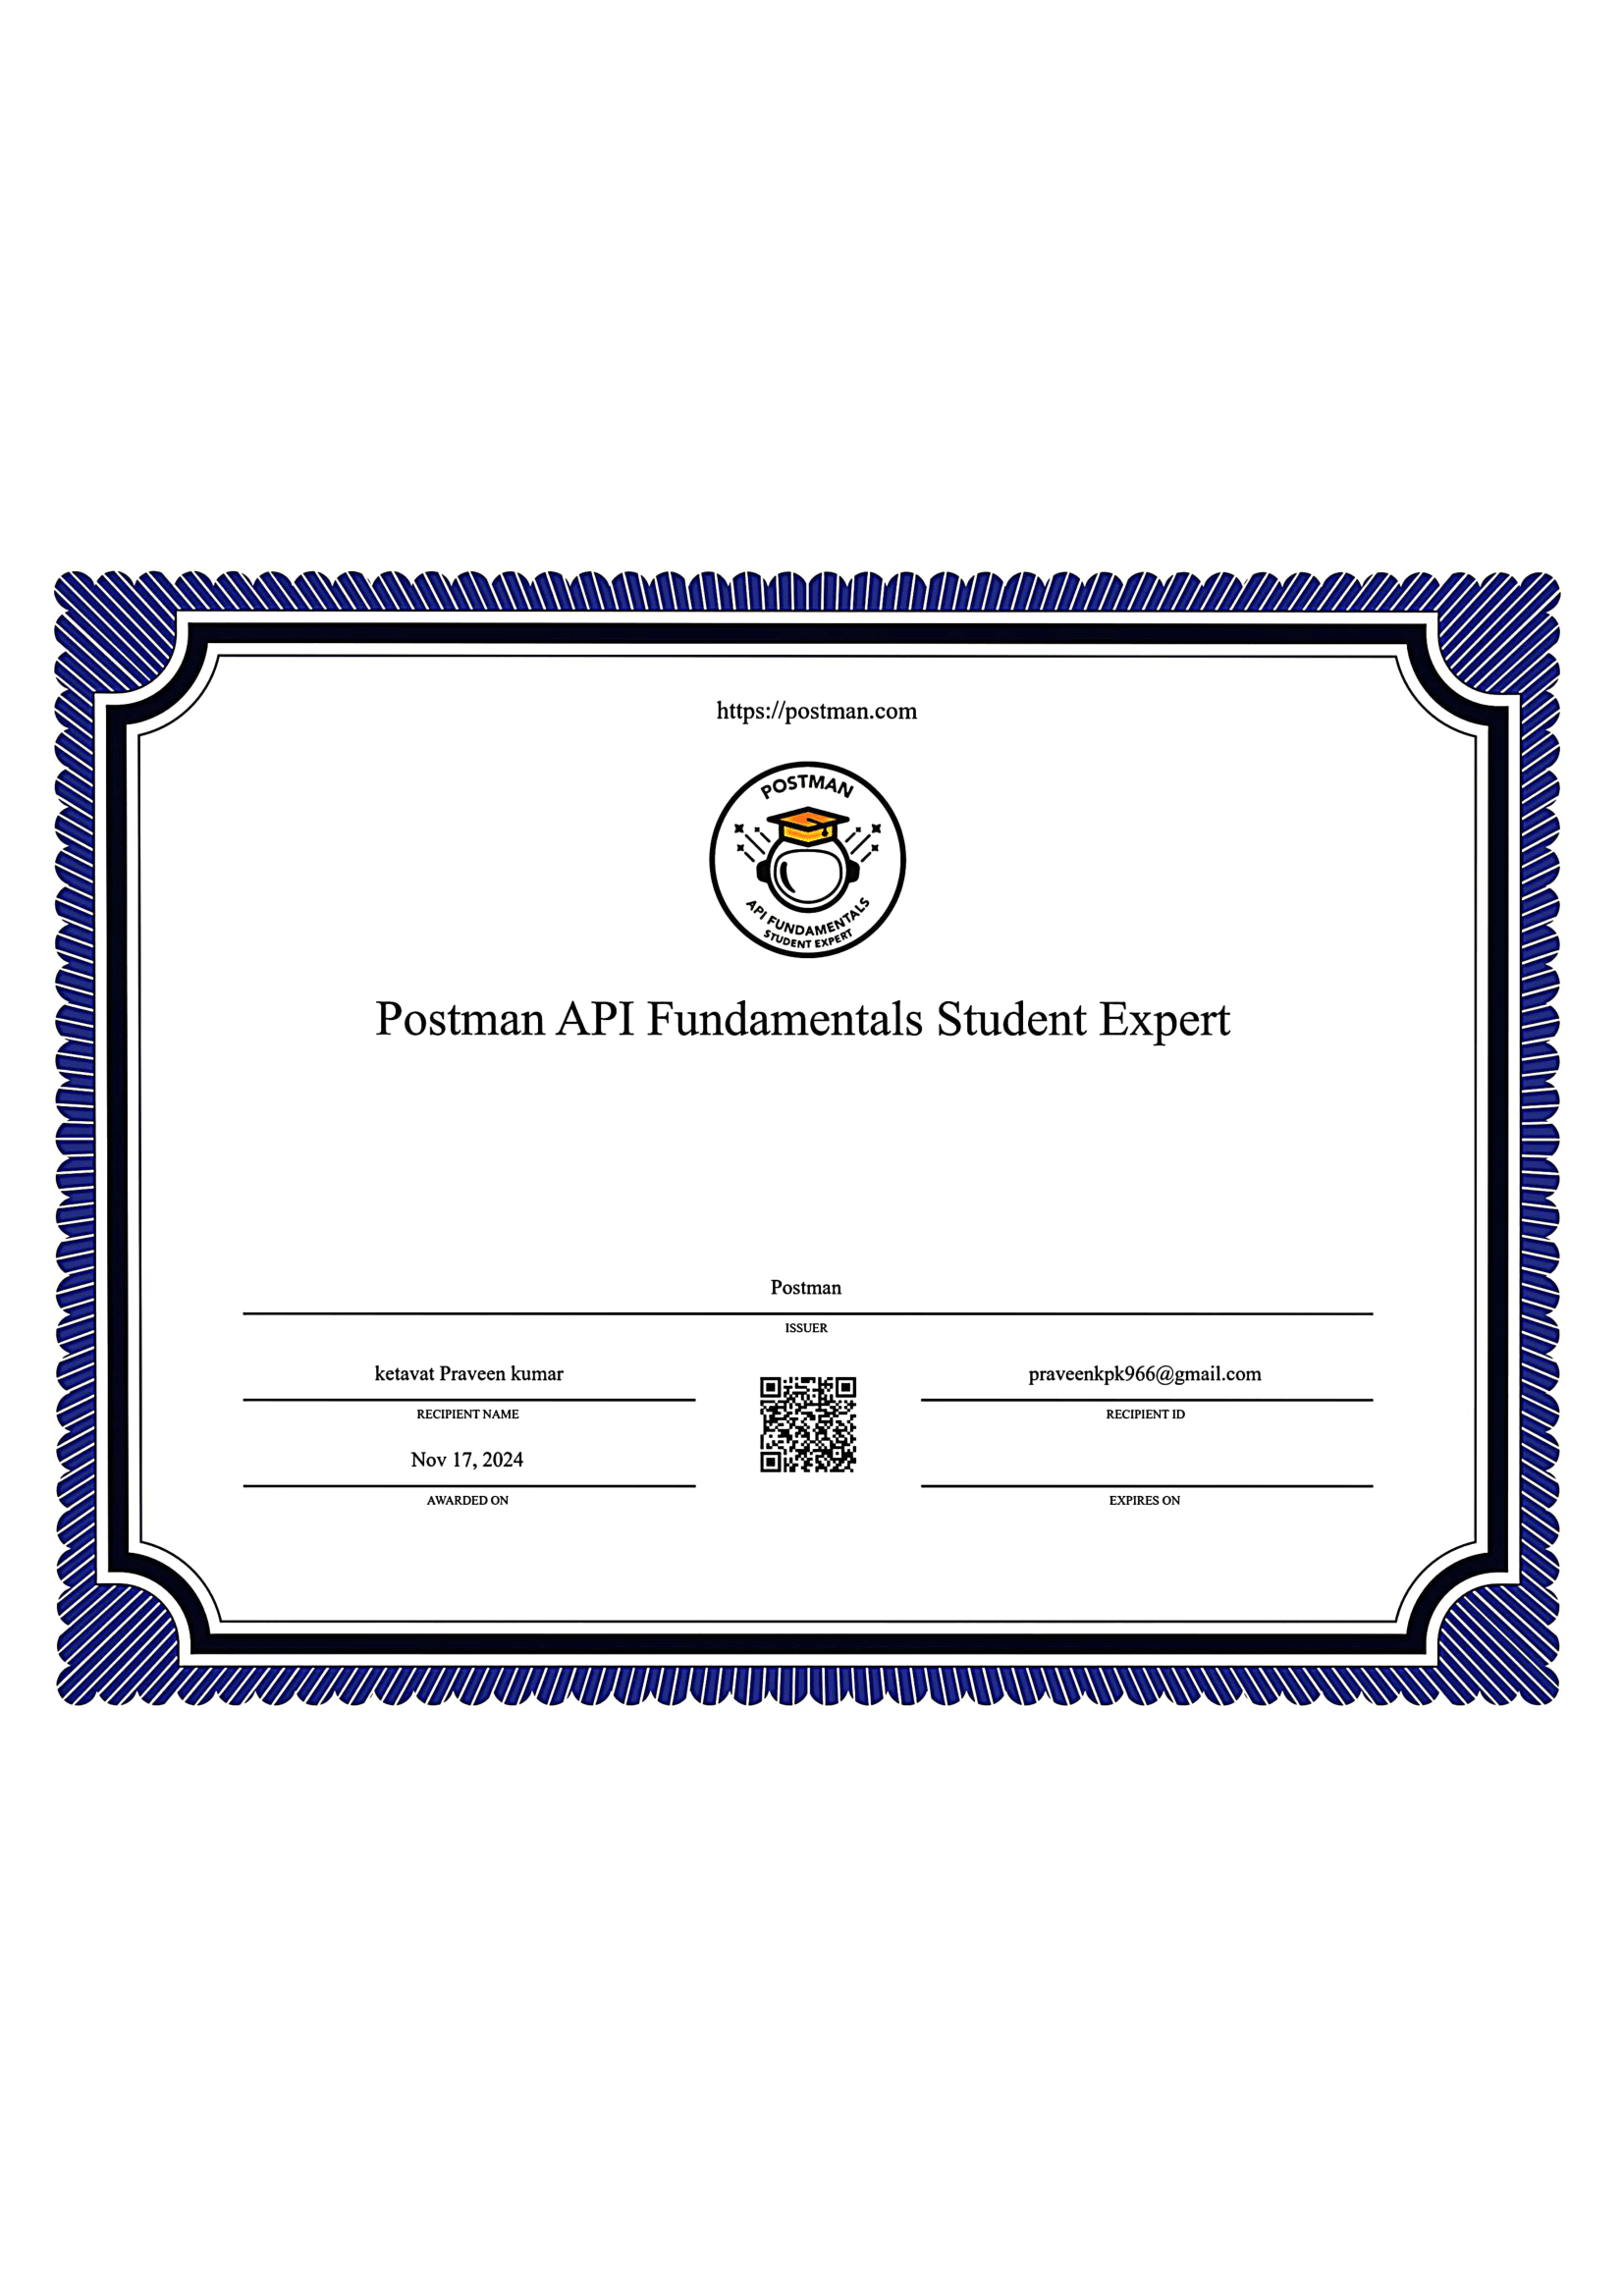 https://postman.com
POSTMAN
API FUNDAMENTALS
STUDENT EXPERT
Postman API Fundamentals Student Expert
Postman
ISSUER
ketavat Praveen kumar
praveenkpk966@gmail.com
RECIPIENT NAME
RECIPIENT ID
Nov 17, 2024
AWARDED ON
EXPIRES ON